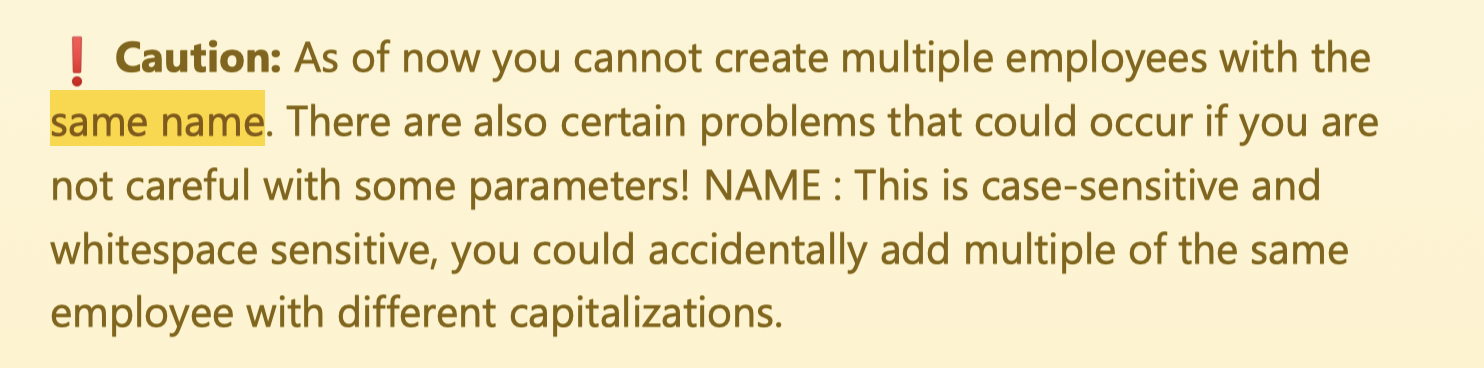 ❗ Caution: As of now you cannot create multiple employees with the
same name. There are also certain problems that could occur if you are
not careful with some parameters! NAME : This is case-sensitive and
whitespace sensitive, you could accidentally add multiple of the same
employee with different capitalizations.